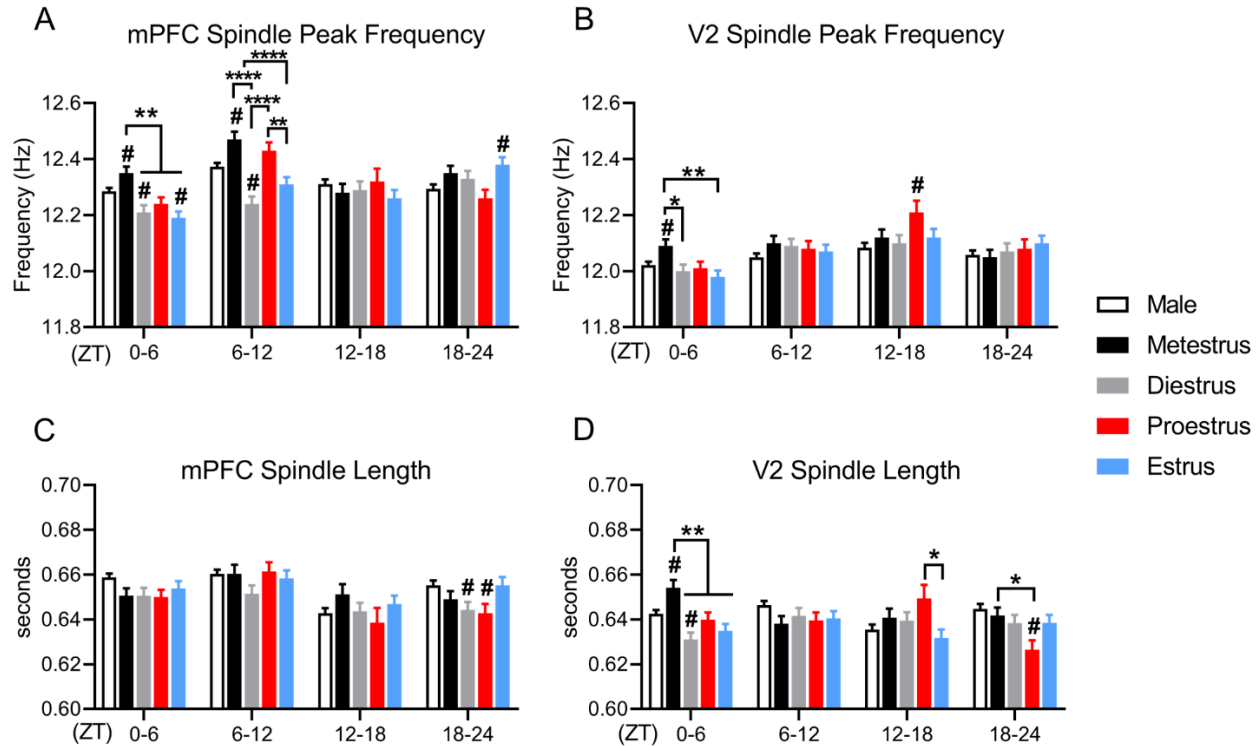 A
mPFC Spindle Peak Frequency
Frequency (Hz)
12.6
12.4
12.2
12.0
11.8
**
#
#
#
****
****
****
**
#
#
#
(ZT) 0-6 6-12 12-18 18-24
B
V2 Spindle Peak Frequency
Frequency (Hz)
12.6
12.4
12.2
12.0
11.8
**
*
#
#
(ZT) 0-6 6-12 12-18 18-24
Male
Metestrus
Diestrus
Proestrus
Estrus
C
mPFC Spindle Length
seconds
0.70
0.68
0.66
0.64
0.62
0.60
# #
(ZT) 0-6 6-12 12-18 18-24
D
V2 Spindle Length
seconds
0.70
0.68
0.66
0.64
0.62
0.60
**
#
#
*
*
#
(ZT) 0-6 6-12 12-18 18-24